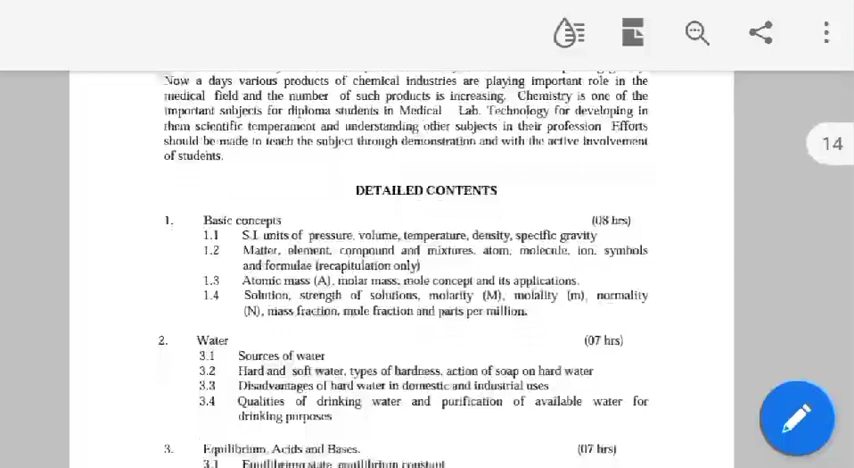 Now a days various products of chemical industries are playing important role in the
medical field and the number of such products is increasing. Chemistry is one of the
important subjects for diploma students in Medical Lab. Technology for developing in
them scientific temperament and understanding other subjects in their profession Efforts
should be made to teach the subject through demonstration and with the active involvement
of students.
14
DETAILED CONTENTS
1. Basic concepts (08 hrs)
1.1 S.I. units of pressure, volume, temperature, density, specific gravity
1.2 Matter, element, compound and mixtures, atom, molecule, ion, symbols
and formulae (recapitulation only)
1.3 Atomic mass (A), molar mass, mole concept and its applications.
1.4 Solution, strength of solutions, molarity (M), molality (m), normality
(N), mass fraction, mole fraction and parts per million.
2. Water (07 hrs)
3.1 Sources of water
3.2 Hard and soft water, types of hardness, action of soap on hard water
3.3 Disadvantages of hard water in domestic and industrial uses
3.4 Qualities of drinking water and purification of available water for
drinking purposes
3. Equilibrium, Acids and Bases. (07 hrs)
3.1 Equilibrium state, equilibrium constant